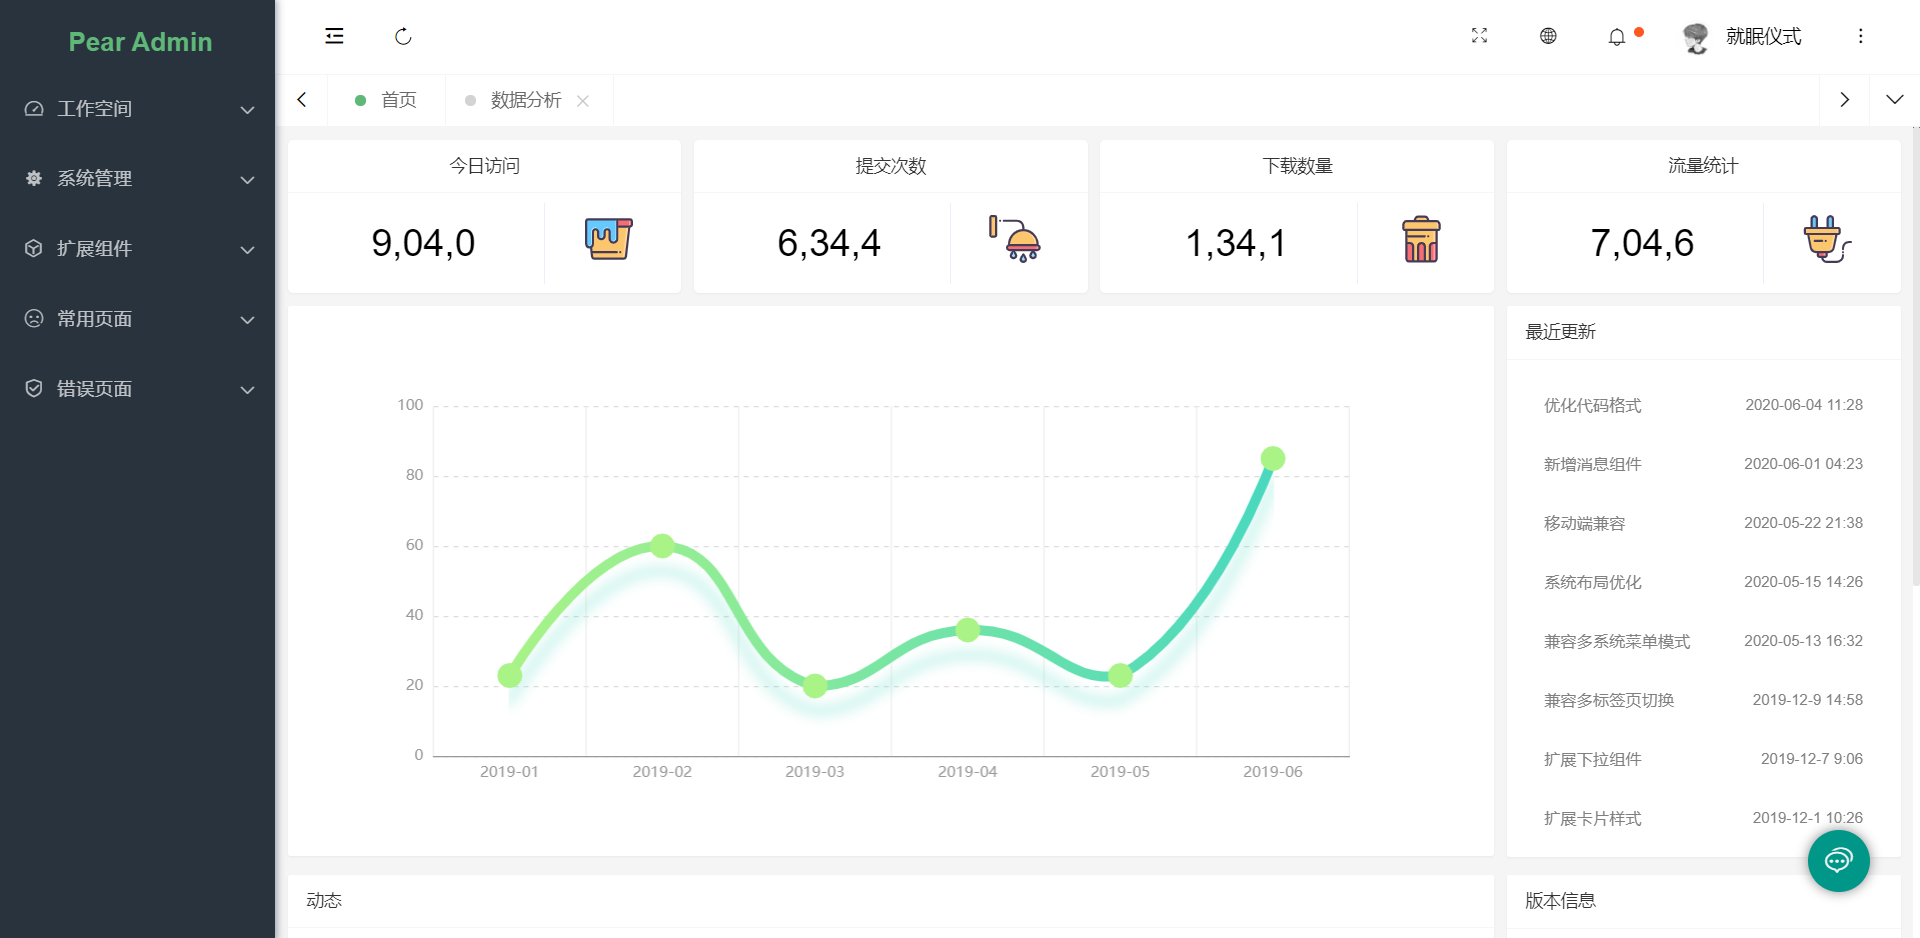 Pear Admin
工作空间
系统管理
扩展组件
常用页面
错误页面
就眠仪式
首页
数据分析
今日访问
9,04,0
提交次数
6,34,4
下载数量
1,34,1
流量统计
7,04,6
100
80
60
40
20
0
2019-01
2019-02
2019-03
2019-04
2019-05
2019-06
最近更新
优化代码格式 2020-06-04 11:28
新增消息组件 2020-06-01 04:23
移动端兼容 2020-05-22 21:38
系统布局优化 2020-05-15 14:26
兼容多系统菜单模式 2020-05-13 16:32
兼容多标签页切换 2019-12-9 14:58
扩展下拉组件 2019-12-7 9:06
扩展卡片样式 2019-12-1 10:26
动态
版本信息